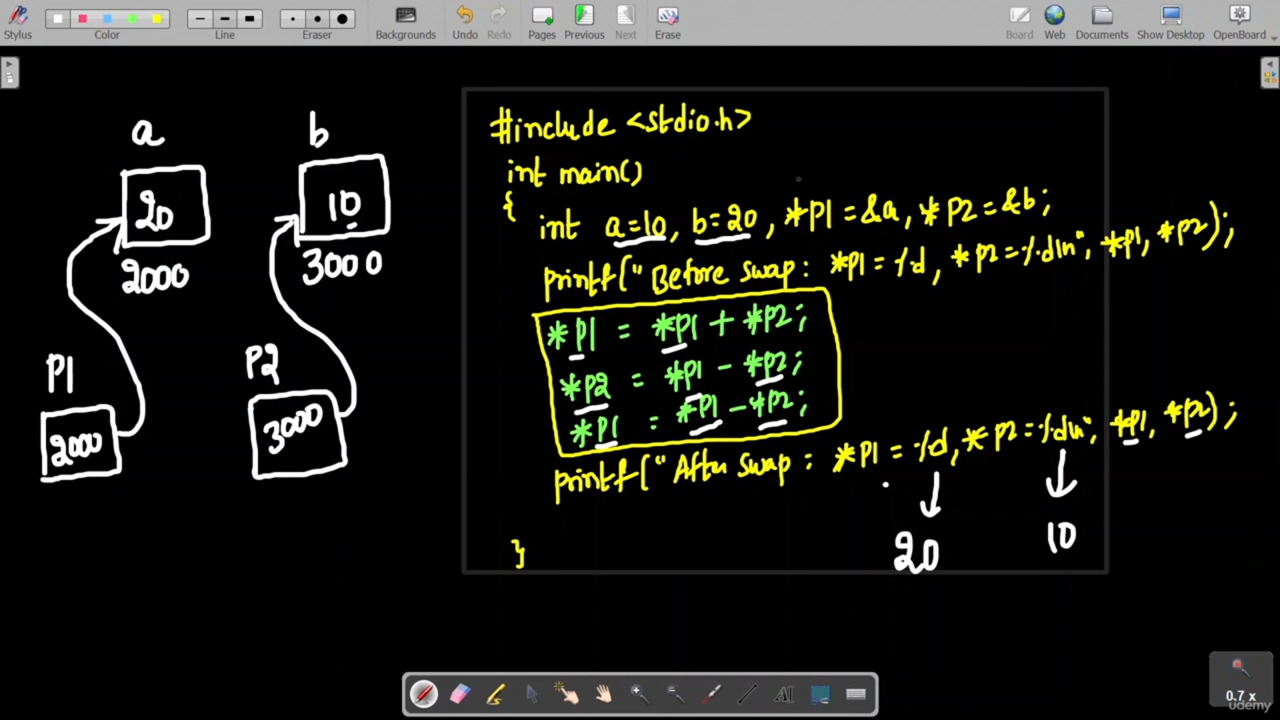 Stylus
Color
Line
Eraser
Backgrounds
Undo
Redo
Pages
Previous
Next
Erase
Board
Web
Documents
Show Desktop
OpenBoard
a
b
20
10
2000
3000
P1
P2
2000
3000
#include <stdio.h>
int main()
{
int a=10, b=20, *P1 = &a, *P2 = &b;
printf("Before swap: *P1 = %d, *P2 = %d\n", *p1, *p2);
*P1 = *P1 + *P2;
*P2 = *P1 - *P2;
*P1 = *P1 - *P2;
printf("After swap: *P1 = %d, *P2 = %d\n", *p1, *p2);
20
10
}
AI
0.7 x
udemy